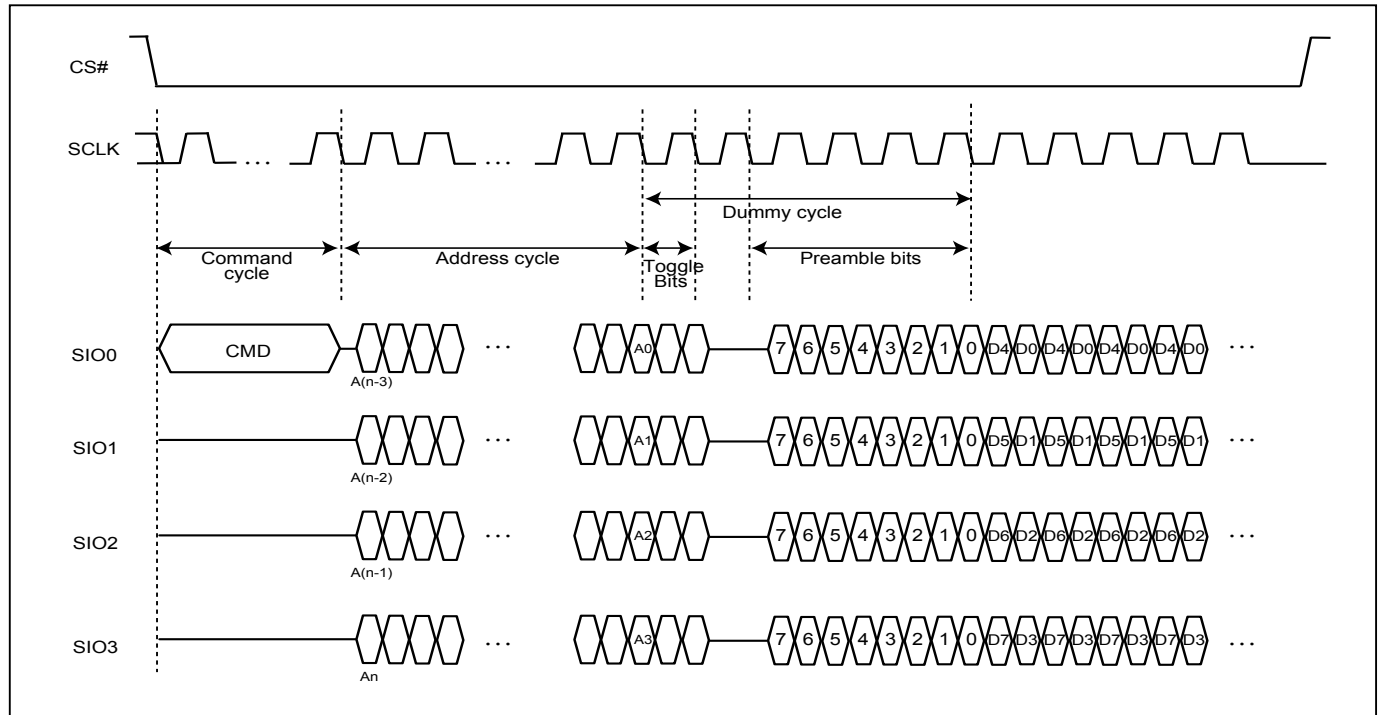 CS#
SCLK
...
...
Dummy cycle
Command
cycle
Address cycle
Toggle
Bits
Preamble bits
SIO0
CMD
...
A0
7 6 5 4 3 2 1 0 D4 D0 D4 D0 D4 D0 D4 D0
...
A(n-3)
SIO1
...
A1
7 6 5 4 3 2 1 0 D5 D1 D5 D1 D5 D1 D5 D1
...
A(n-2)
SIO2
...
A2
7 6 5 4 3 2 1 0 D6 D2 D6 D2 D6 D2 D6 D2
...
A(n-1)
SIO3
...
A3
7 6 5 4 3 2 1 0 D7 D3 D7 D3 D7 D3 D7 D3
...
An